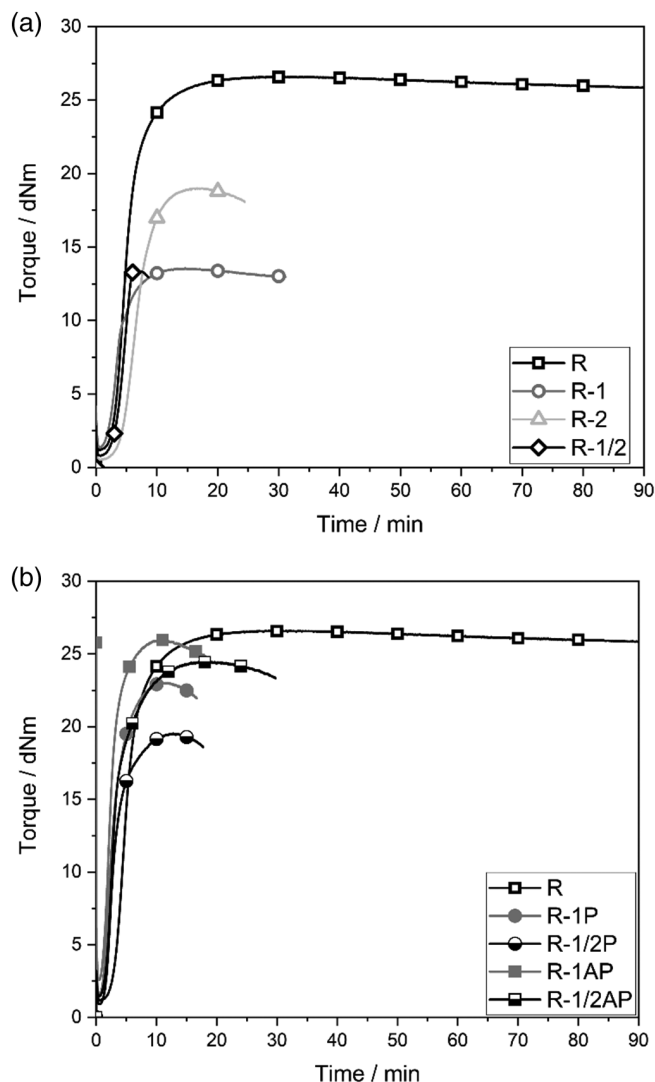 (a)
30
25
20
15
10
5
0
Torque / dNm
R
R-1
R-2
R-1/2
0 10 20 30 40 50 60 70 80 90
Time / min
(b)
30
25
20
15
10
5
0
Torque / dNm
R
R-1P
R-1/2P
R-1AP
R-1/2AP
0 10 20 30 40 50 60 70 80 90
Time / min